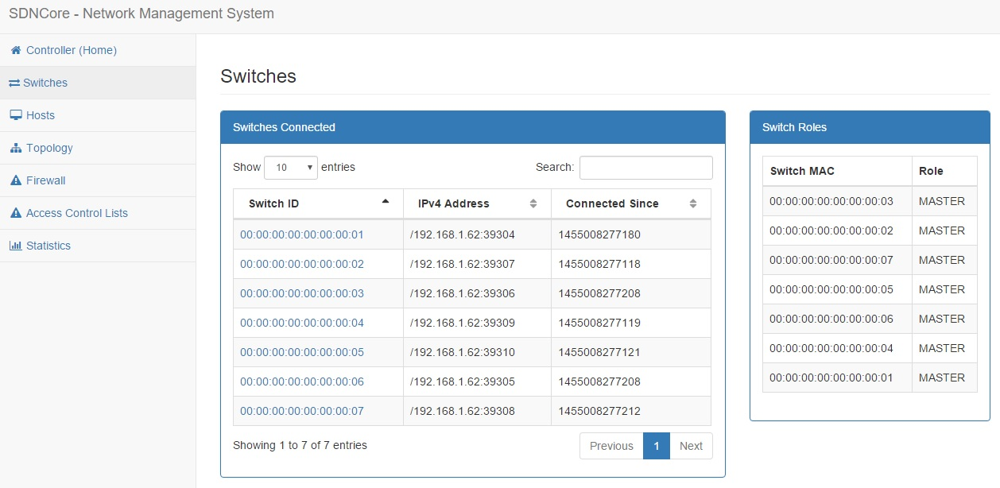 SDNCore - Network Management System
Controller (Home)
Switches
Hosts
Topology
Firewall
Access Control Lists
Statistics
Switches
Switches Connected
Show 10 entries Search:
Switch ID IPv4 Address Connected Since
00:00:00:00:00:00:00:01 /192.168.1.62:39304 1455008277180
00:00:00:00:00:00:00:02 /192.168.1.62:39307 1455008277118
00:00:00:00:00:00:00:03 /192.168.1.62:39306 1455008277208
00:00:00:00:00:00:00:04 /192.168.1.62:39309 1455008277119
00:00:00:00:00:00:00:05 /192.168.1.62:39310 1455008277121
00:00:00:00:00:00:00:06 /192.168.1.62:39305 1455008277208
00:00:00:00:00:00:00:07 /192.168.1.62:39308 1455008277212
Showing 1 to 7 of 7 entries Previous 1 Next
Switch Roles
Switch MAC Role
00:00:00:00:00:00:00:03 MASTER
00:00:00:00:00:00:00:02 MASTER
00:00:00:00:00:00:00:07 MASTER
00:00:00:00:00:00:00:05 MASTER
00:00:00:00:00:00:00:06 MASTER
00:00:00:00:00:00:00:04 MASTER
00:00:00:00:00:00:00:01 MASTER